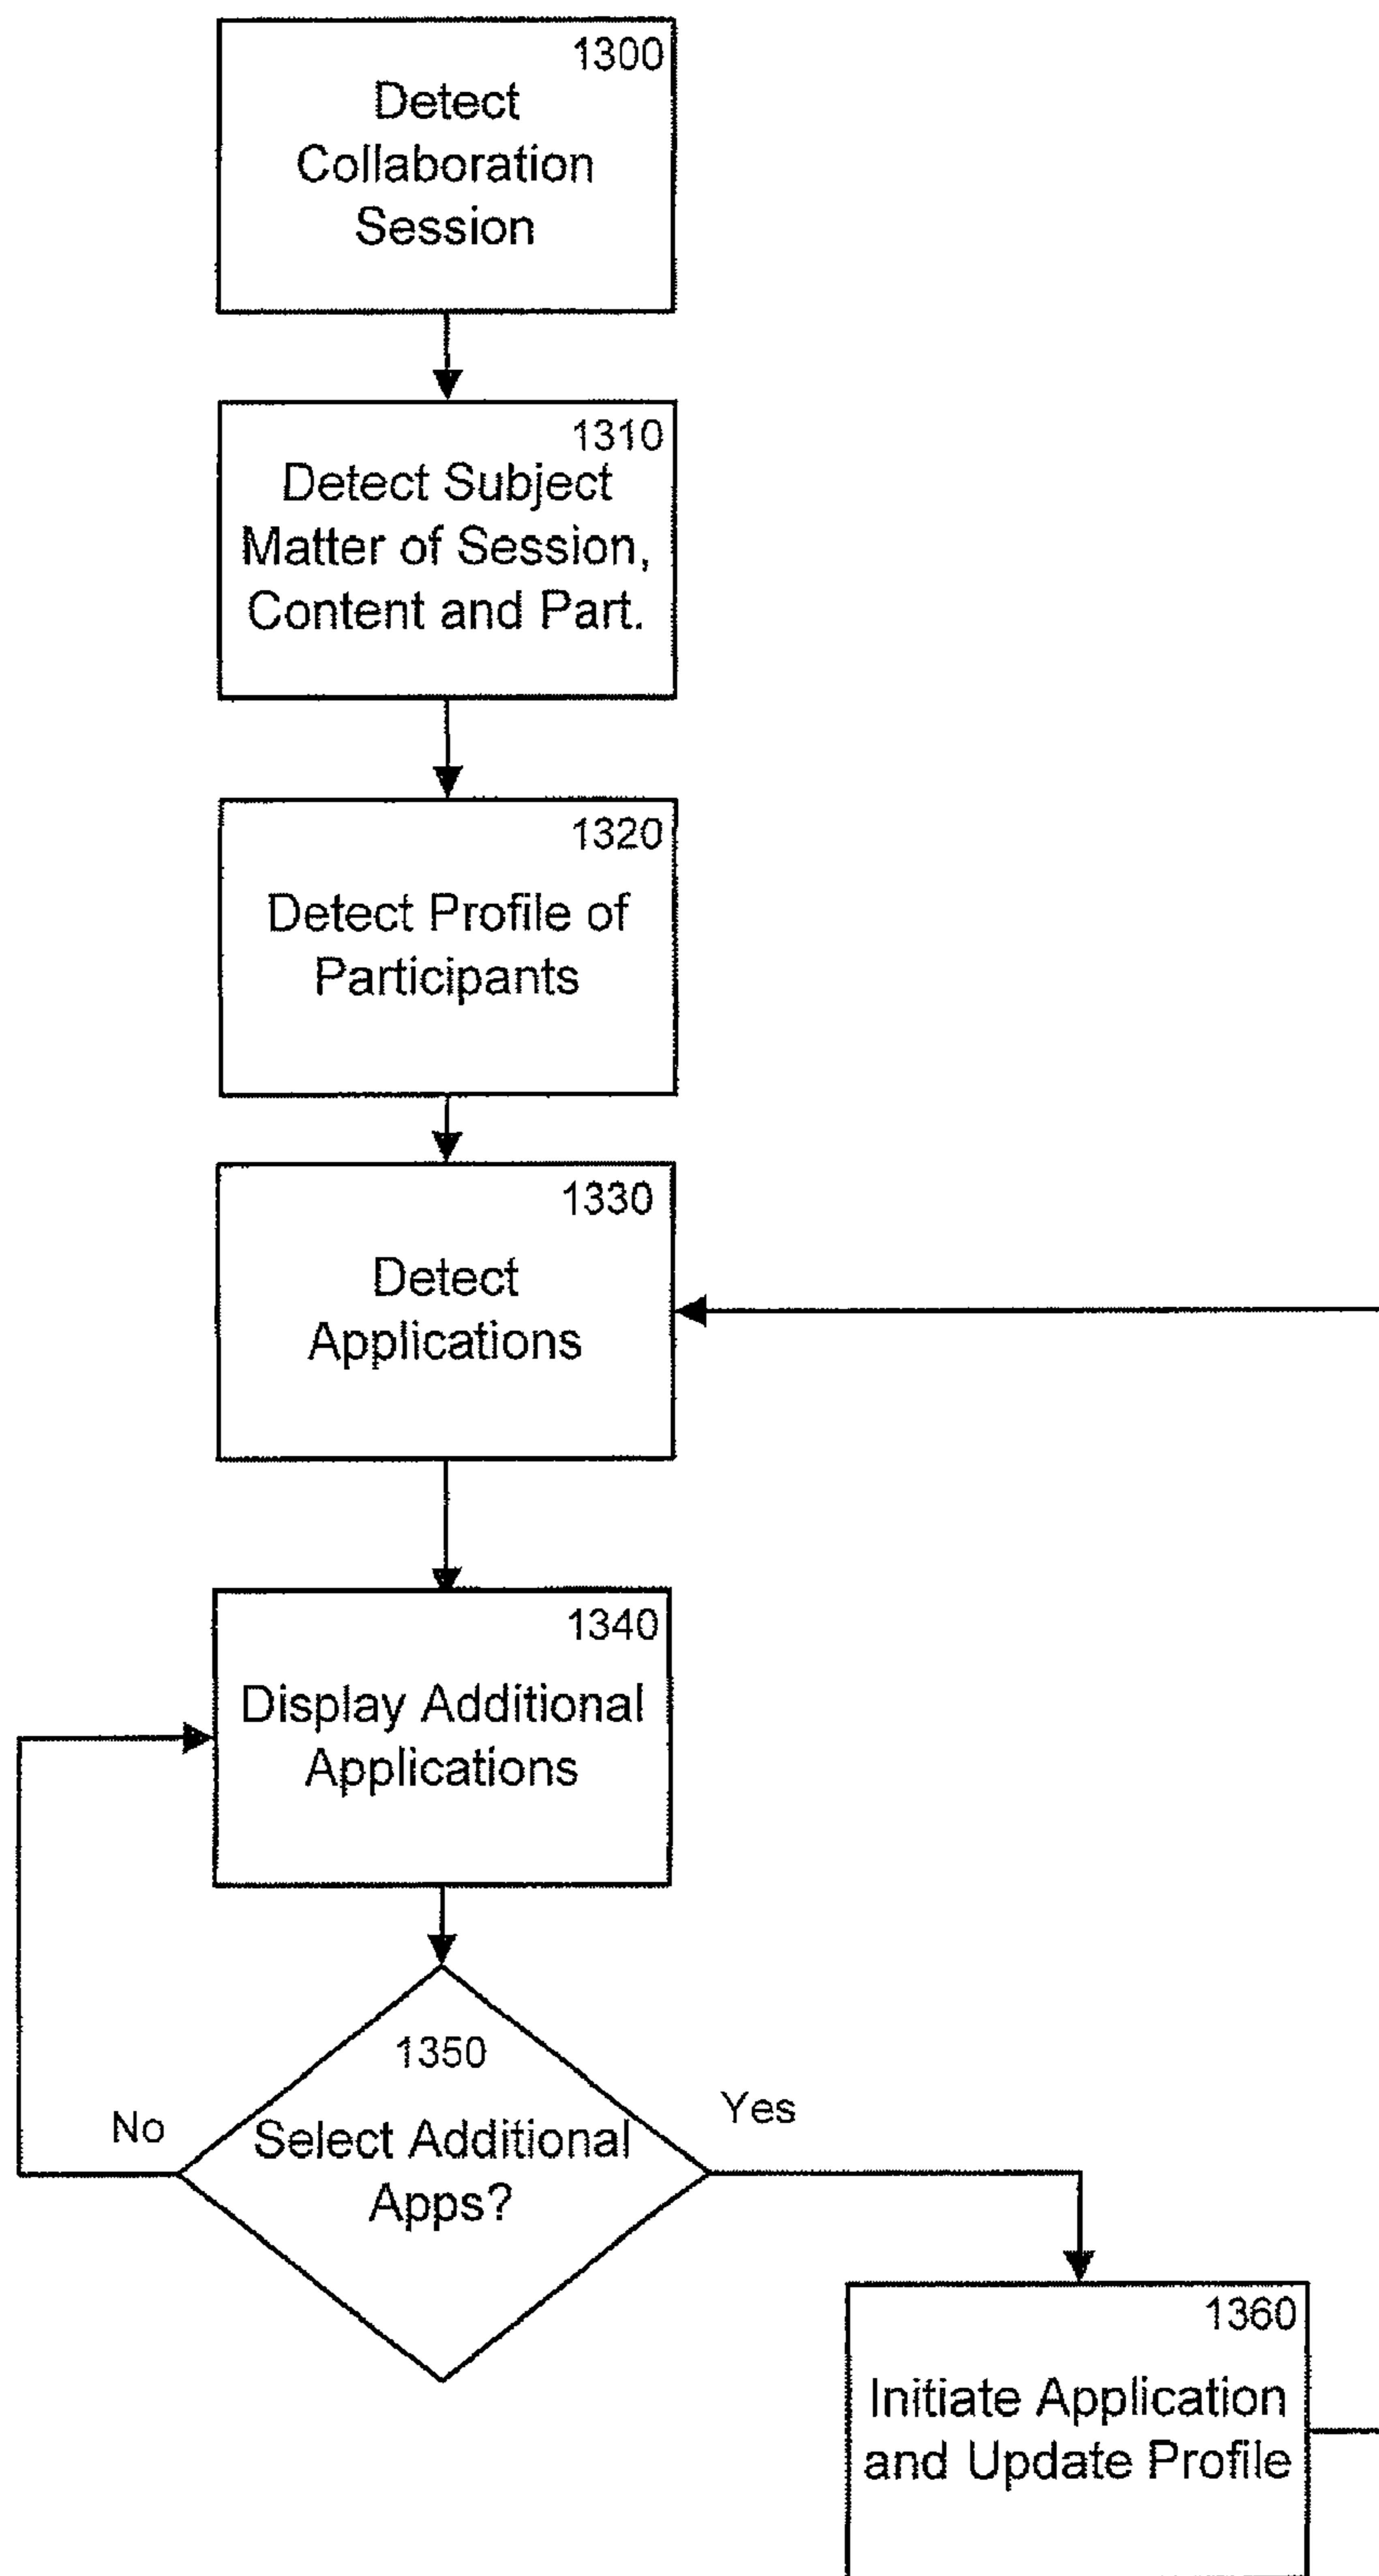 1300
Detect
Collaboration
Session
1310
Detect Subject
Matter of Session,
Content and Part.
1320
Detect Profile of
Participants
1330
Detect
Applications
1340
Display Additional
Applications
1350
Select Additional
Apps?
No
Yes
1360
Initiate Application
and Update Profile